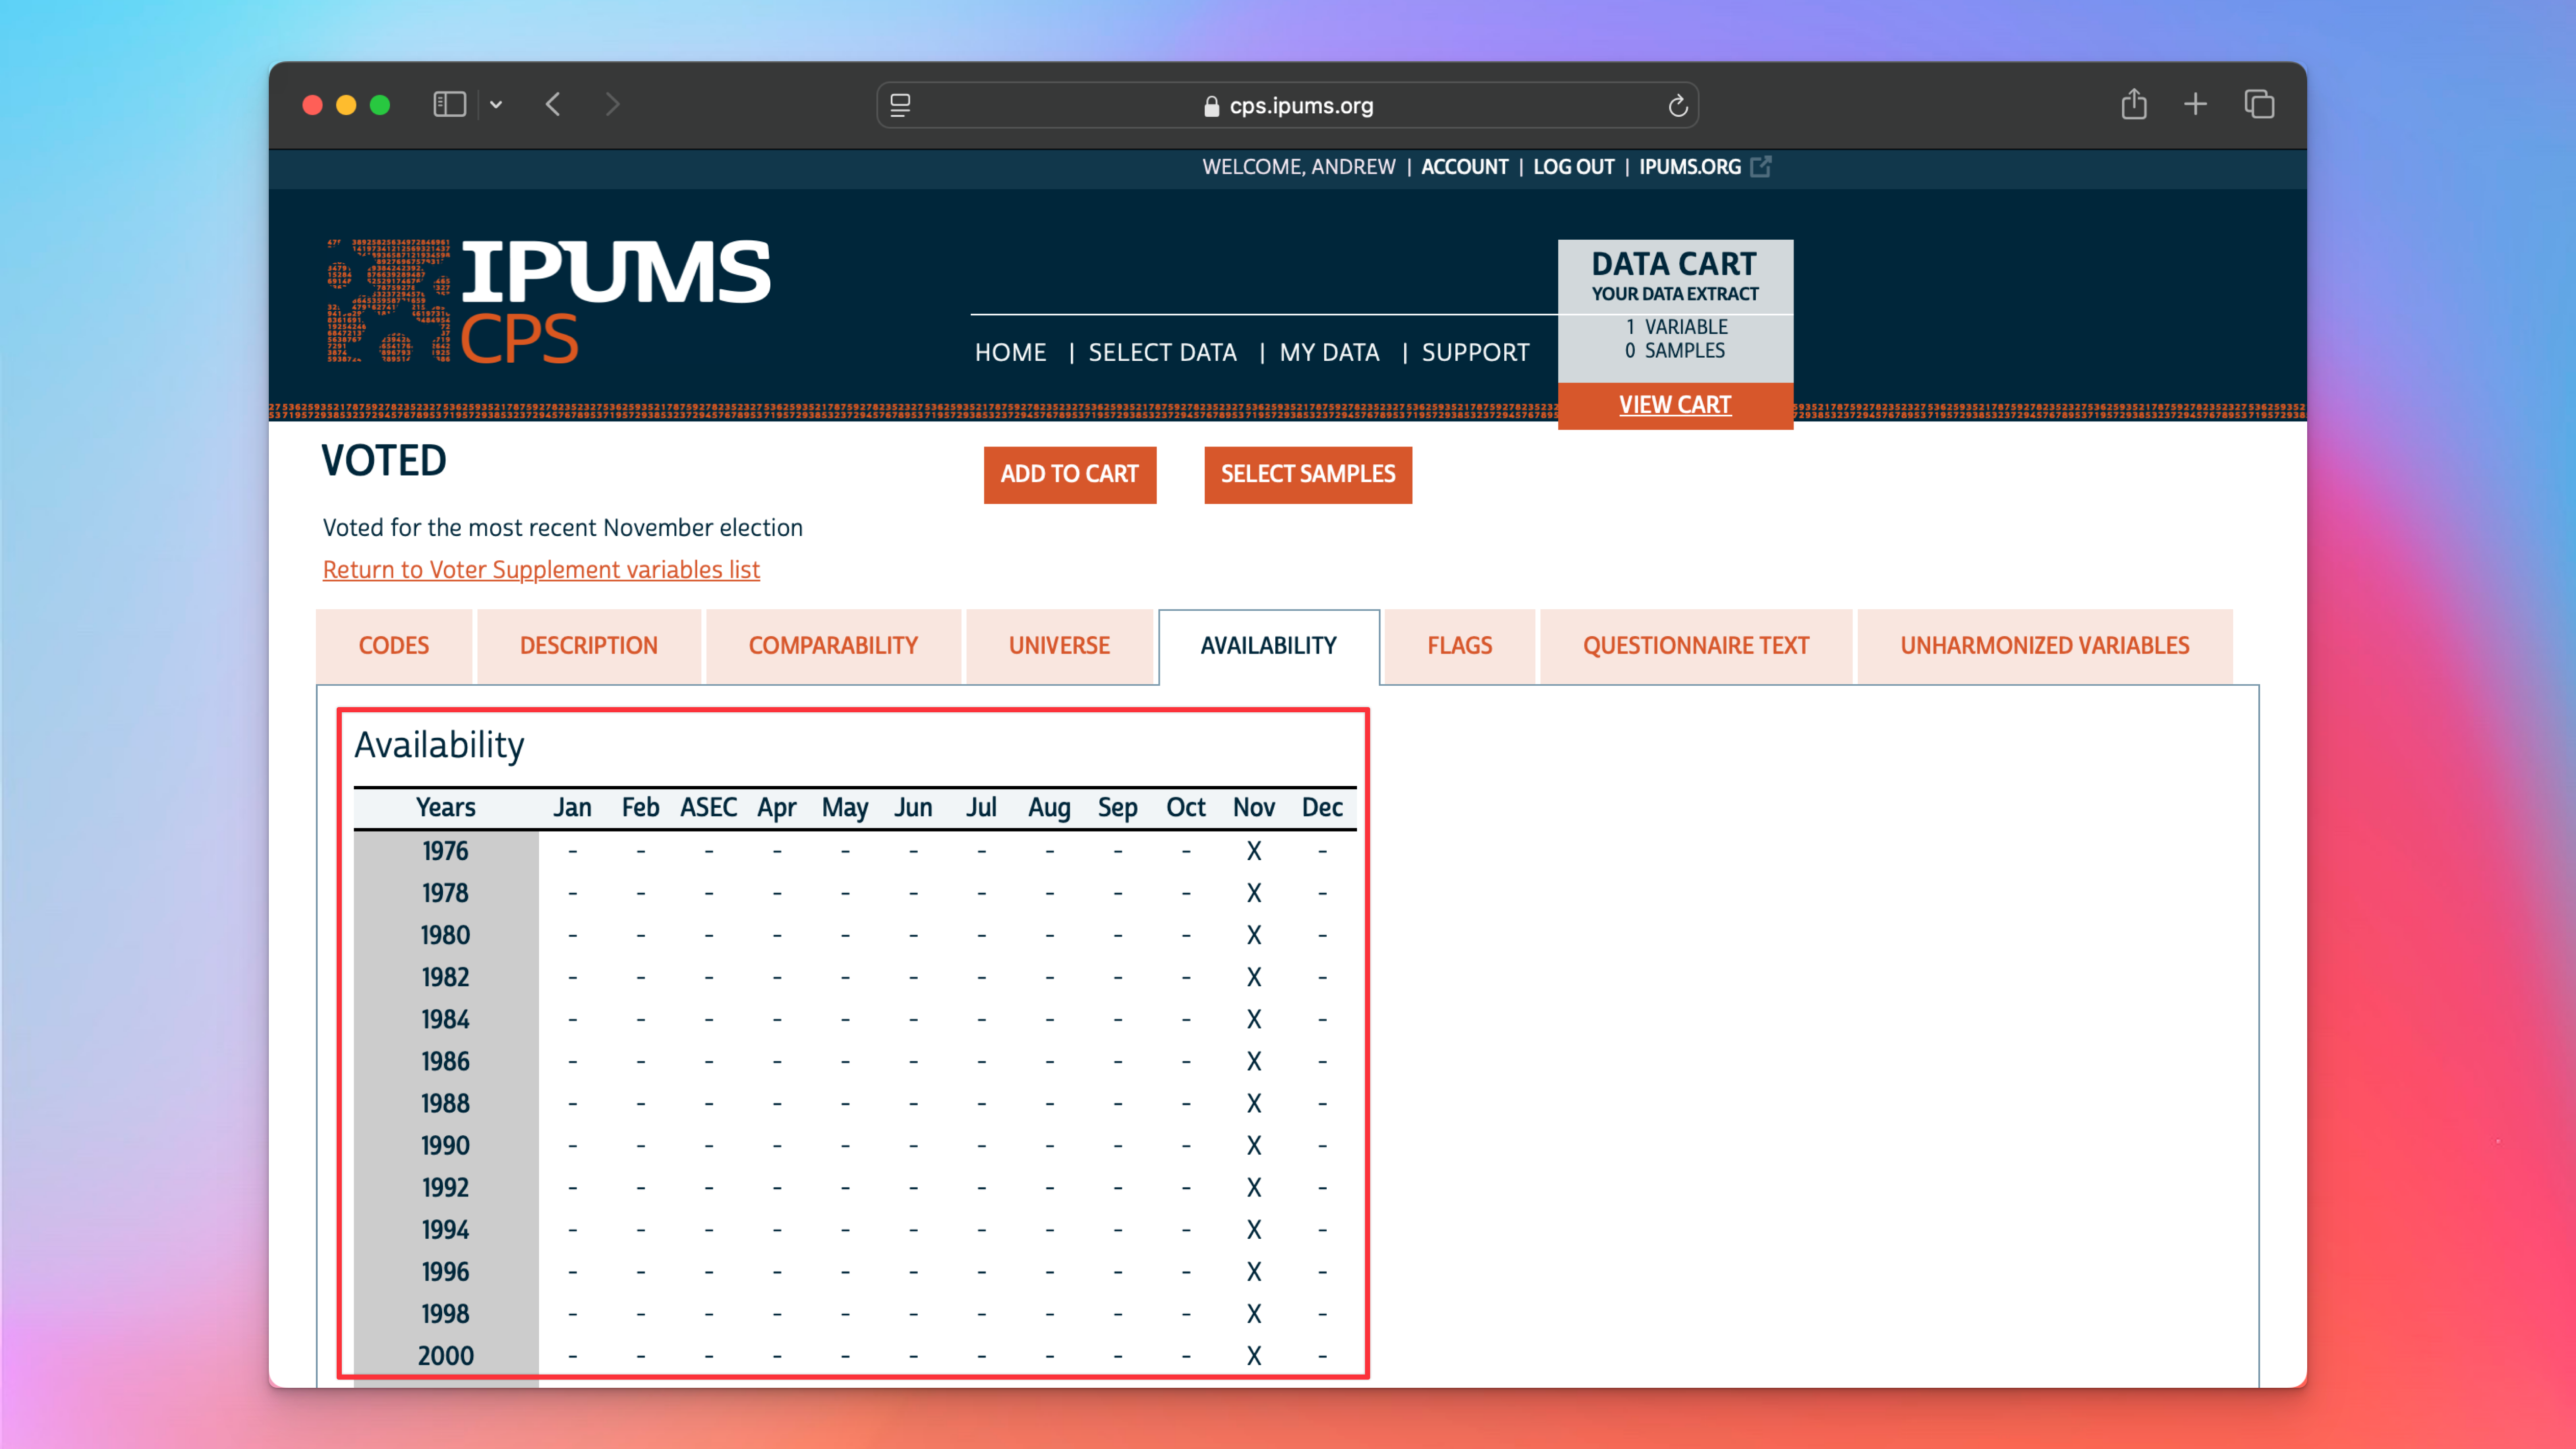 cps.ipums.org
WELCOME, ANDREW | ACCOUNT | LOG OUT | IPUMS.ORG
IPUMS
CPS
DATA CART
YOUR DATA EXTRACT
1 VARIABLE
0 SAMPLES
VIEW CART
HOME | SELECT DATA | MY DATA | SUPPORT
VOTED
ADD TO CART
SELECT SAMPLES
Voted for the most recent November election
Return to Voter Supplement variables list
CODES DESCRIPTION COMPARABILITY UNIVERSE AVAILABILITY FLAGS QUESTIONNAIRE TEXT UNHARMONIZED VARIABLES
Availability
Years Jan Feb ASEC Apr May Jun Jul Aug Sep Oct Nov Dec
1976 - - - - - - - - - - X -
1978 - - - - - - - - - - X -
1980 - - - - - - - - - - X -
1982 - - - - - - - - - - X -
1984 - - - - - - - - - - X -
1986 - - - - - - - - - - X -
1988 - - - - - - - - - - X -
1990 - - - - - - - - - - X -
1992 - - - - - - - - - - X -
1994 - - - - - - - - - - X -
1996 - - - - - - - - - - X -
1998 - - - - - - - - - - X -
2000 - - - - - - - - - - X -